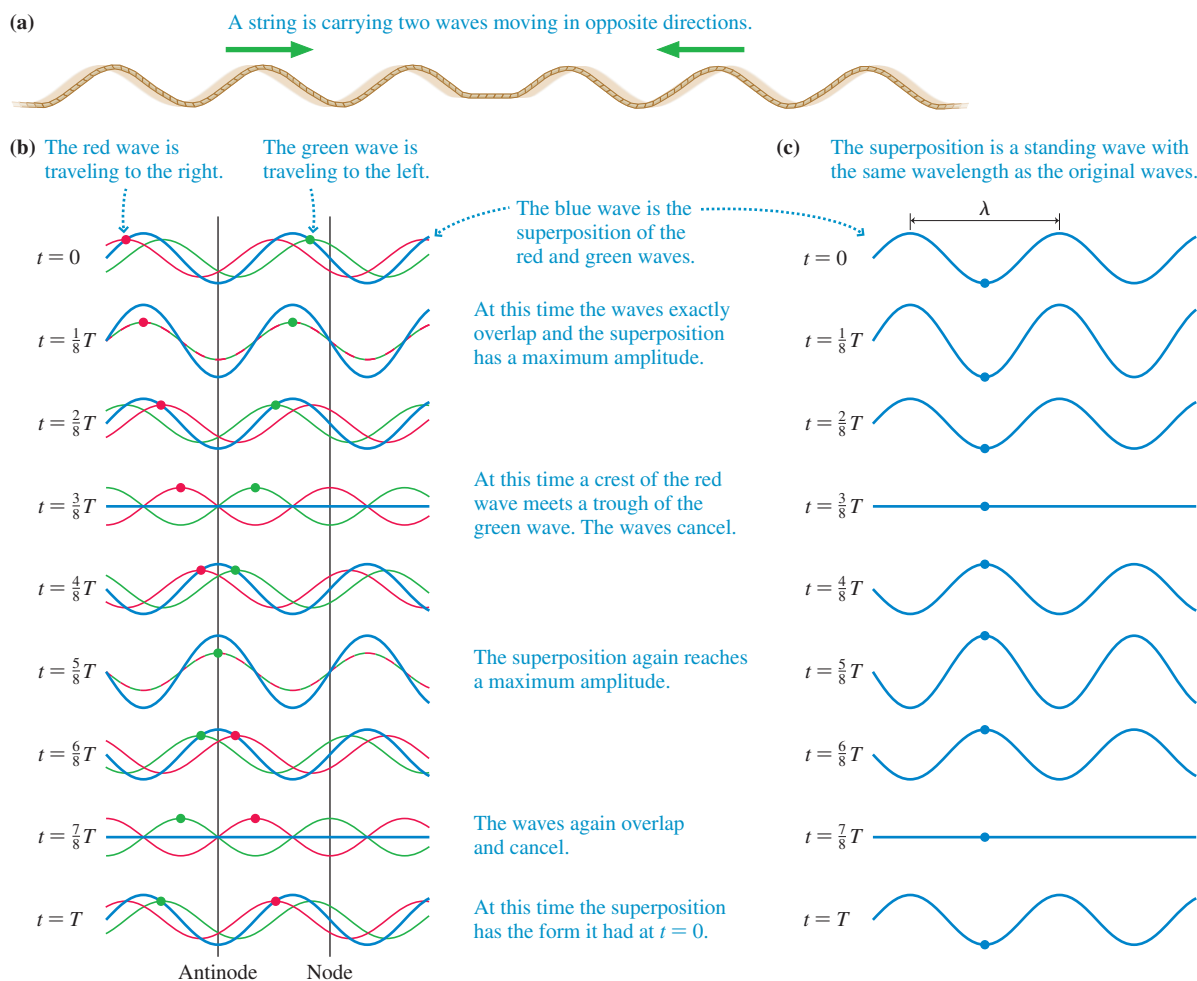 (a)
A string is carrying two waves moving in opposite directions.
(b) The red wave is
traveling to the right.
The green wave is
traveling to the left.
(c) The superposition is a standing wave with
the same wavelength as the original waves.
The blue wave is the
superposition of the
red and green waves.
λ
t = 0
t = 0
At this time the waves exactly
overlap and the superposition
has a maximum amplitude.
t = 1/8 T
t = 1/8 T
t = 2/8 T
t = 2/8 T
At this time a crest of the red
wave meets a trough of the
green wave. The waves cancel.
t = 3/8 T
t = 3/8 T
t = 4/8 T
t = 4/8 T
The superposition again reaches
a maximum amplitude.
t = 5/8 T
t = 5/8 T
t = 6/8 T
t = 6/8 T
The waves again overlap
and cancel.
t = 7/8 T
t = 7/8 T
At this time the superposition
has the form it had at t = 0.
t = T
t = T
Antinode
Node